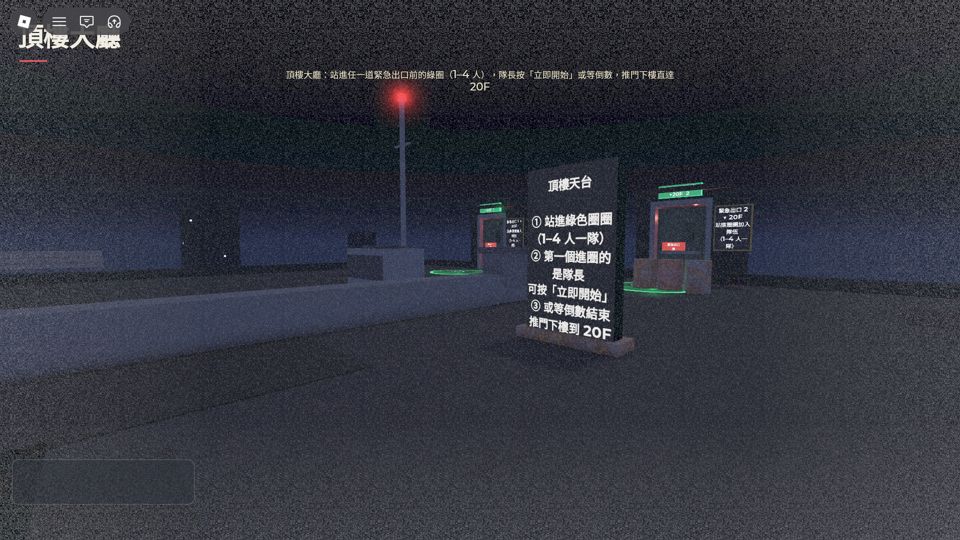 頂樓大廳
頂樓大廳：站進任一道緊急出口前的綠圈（1–4 人），隊長按「立即開始」或等倒數，推門下樓直達
20F
頂樓天台
① 站進綠色圈圈
（1–4 人一隊）
② 第一個進圈的
是隊長
可按「立即開始」
③ 或等倒數結束
推門下樓到 20F
緊急出口 2
站進圈圈加入
隊伍
（1–4 人一
隊）